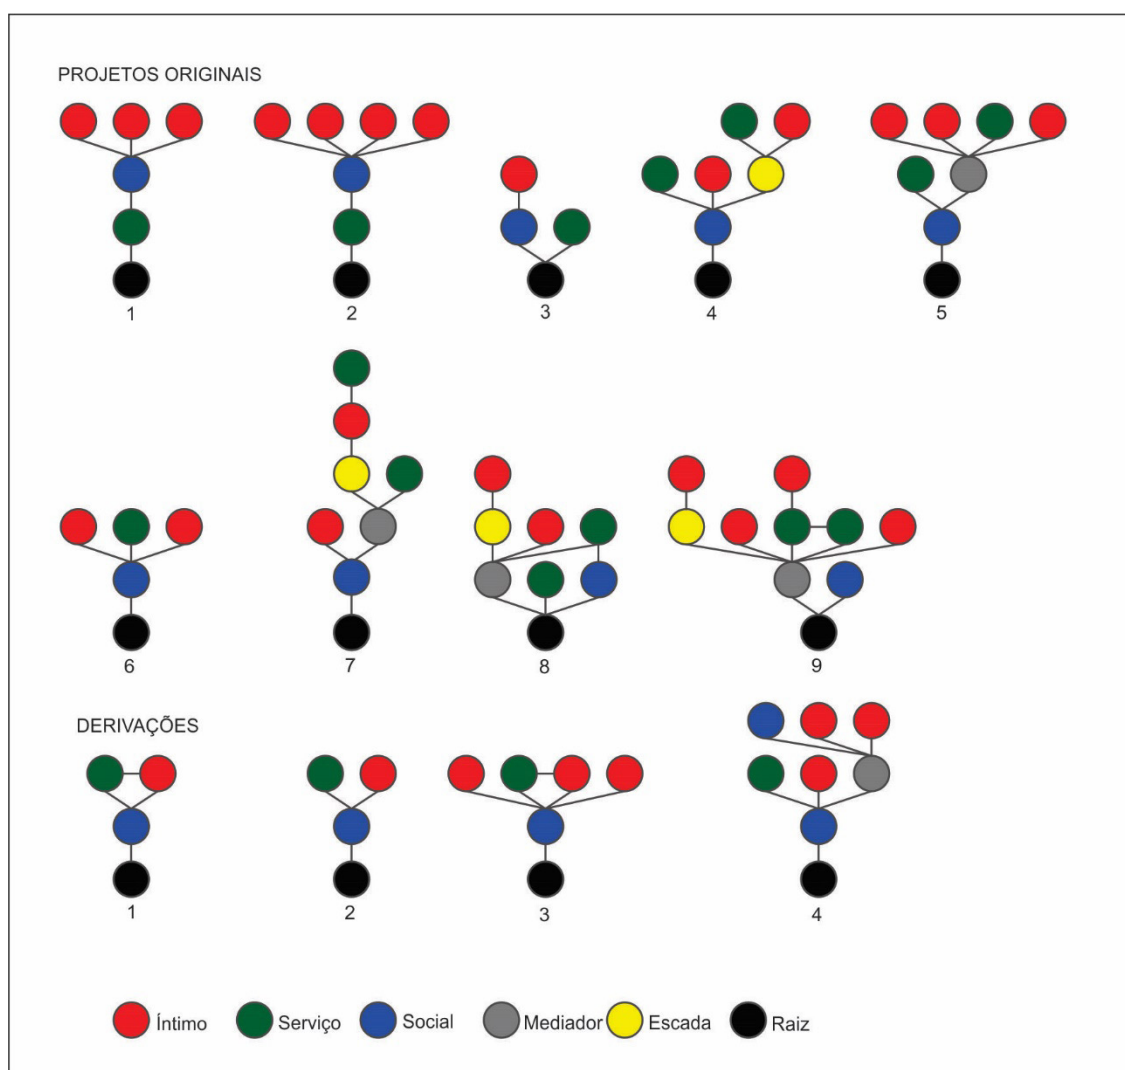 PROJETOS ORIGINAIS
1 2 3 4 5
6 7 8 9
DERIVAÇÕES
1 2 3 4
Íntimo Serviço Social Mediador Escada Raiz